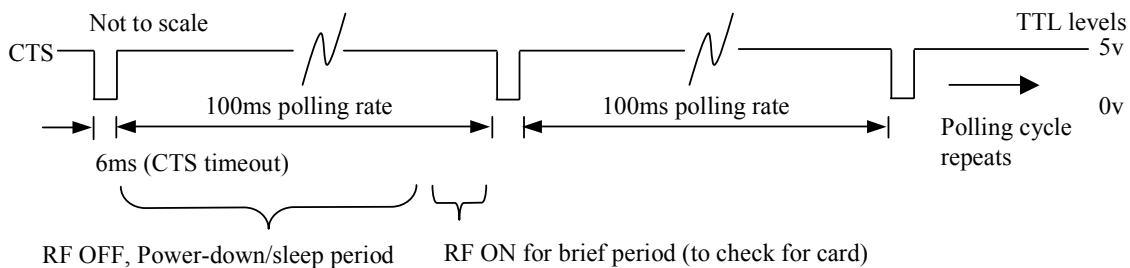 Not to scale
TTL levels
CTS
5v
100ms polling rate
100ms polling rate
0v
Polling cycle
repeats
6ms (CTS timeout)
RF OFF, Power-down/sleep period
RF ON for brief period (to check for card)